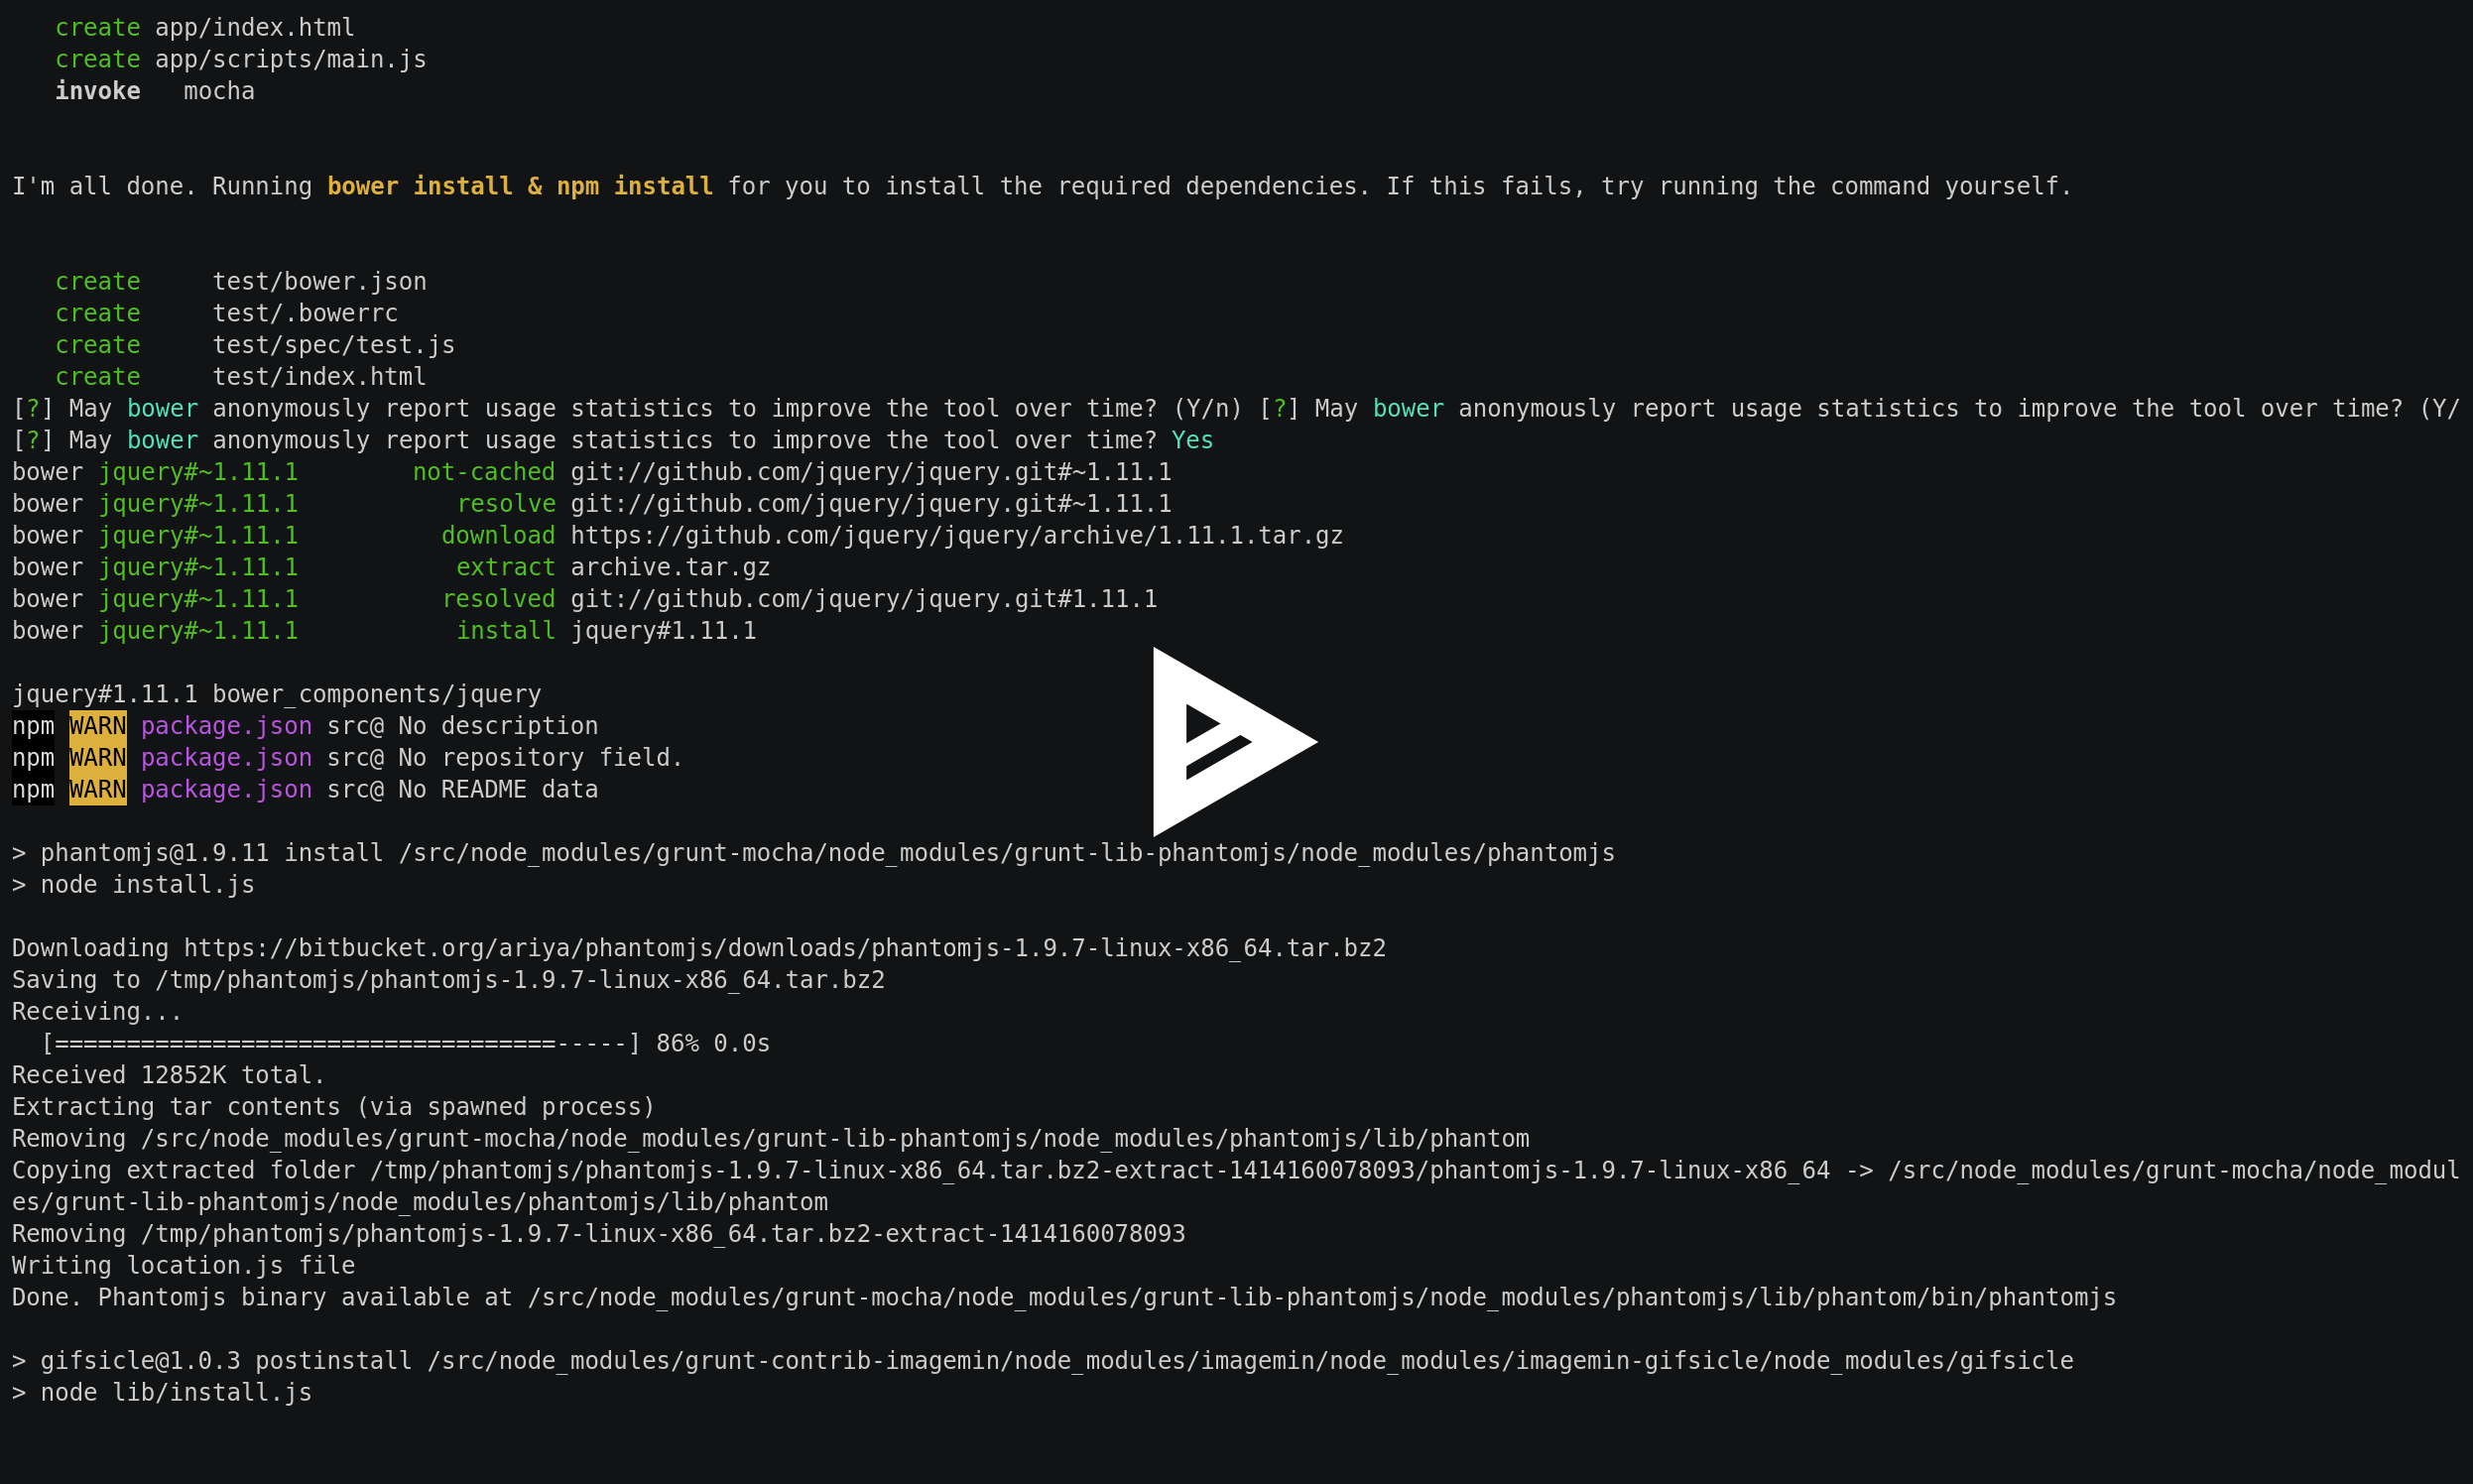 create app/index.html
create app/scripts/main.js
invoke   mocha
I'm all done. Running bower install & npm install for you to install the required dependencies. If this fails, try running the command yourself.
create     test/bower.json
create     test/.bowerrc
create     test/spec/test.js
create     test/index.html
[?] May bower anonymously report usage statistics to improve the tool over time? (Y/n) [?] May bower anonymously report usage statistics to improve the tool over time? (Y/
[?] May bower anonymously report usage statistics to improve the tool over time? Yes
bower jquery#~1.11.1        not-cached git://github.com/jquery/jquery.git#~1.11.1
bower jquery#~1.11.1           resolve git://github.com/jquery/jquery.git#~1.11.1
bower jquery#~1.11.1          download https://github.com/jquery/jquery/archive/1.11.1.tar.gz
bower jquery#~1.11.1           extract archive.tar.gz
bower jquery#~1.11.1          resolved git://github.com/jquery/jquery.git#1.11.1
bower jquery#~1.11.1           install jquery#1.11.1
jquery#1.11.1 bower_components/jquery
npm WARN package.json src@ No description
npm WARN package.json src@ No repository field.
npm WARN package.json src@ No README data
> phantomjs@1.9.11 install /src/node_modules/grunt-mocha/node_modules/grunt-lib-phantomjs/node_modules/phantomjs
> node install.js
Downloading https://bitbucket.org/ariya/phantomjs/downloads/phantomjs-1.9.7-linux-x86_64.tar.bz2
Saving to /tmp/phantomjs/phantomjs-1.9.7-linux-x86_64.tar.bz2
Receiving...
[===================================-----] 86% 0.0s
Received 12852K total.
Extracting tar contents (via spawned process)
Removing /src/node_modules/grunt-mocha/node_modules/grunt-lib-phantomjs/node_modules/phantomjs/lib/phantom
Copying extracted folder /tmp/phantomjs/phantomjs-1.9.7-linux-x86_64.tar.bz2-extract-1414160078093/phantomjs-1.9.7-linux-x86_64 -> /src/node_modules/grunt-mocha/node_modul
es/grunt-lib-phantomjs/node_modules/phantomjs/lib/phantom
Removing /tmp/phantomjs/phantomjs-1.9.7-linux-x86_64.tar.bz2-extract-1414160078093
Writing location.js file
Done. Phantomjs binary available at /src/node_modules/grunt-mocha/node_modules/grunt-lib-phantomjs/node_modules/phantomjs/lib/phantom/bin/phantomjs
> gifsicle@1.0.3 postinstall /src/node_modules/grunt-contrib-imagemin/node_modules/imagemin/node_modules/imagemin-gifsicle/node_modules/gifsicle
> node lib/install.js